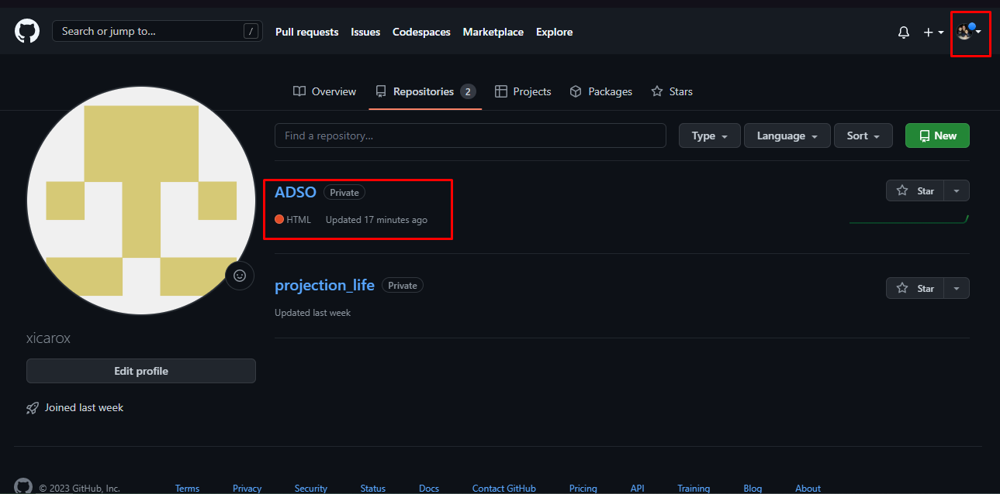 Search or jump to... / Pull requests Issues Codespaces Marketplace Explore
Overview Repositories 2 Projects Packages Stars
Find a repository... Type Language Sort New
ADSO Private Star
HTML Updated 17 minutes ago
projection_life Private Star
Updated last week
xicarox
Edit profile
Joined last week
© 2023 GitHub, Inc. Terms Privacy Security Status Docs Contact GitHub Pricing API Training Blog About